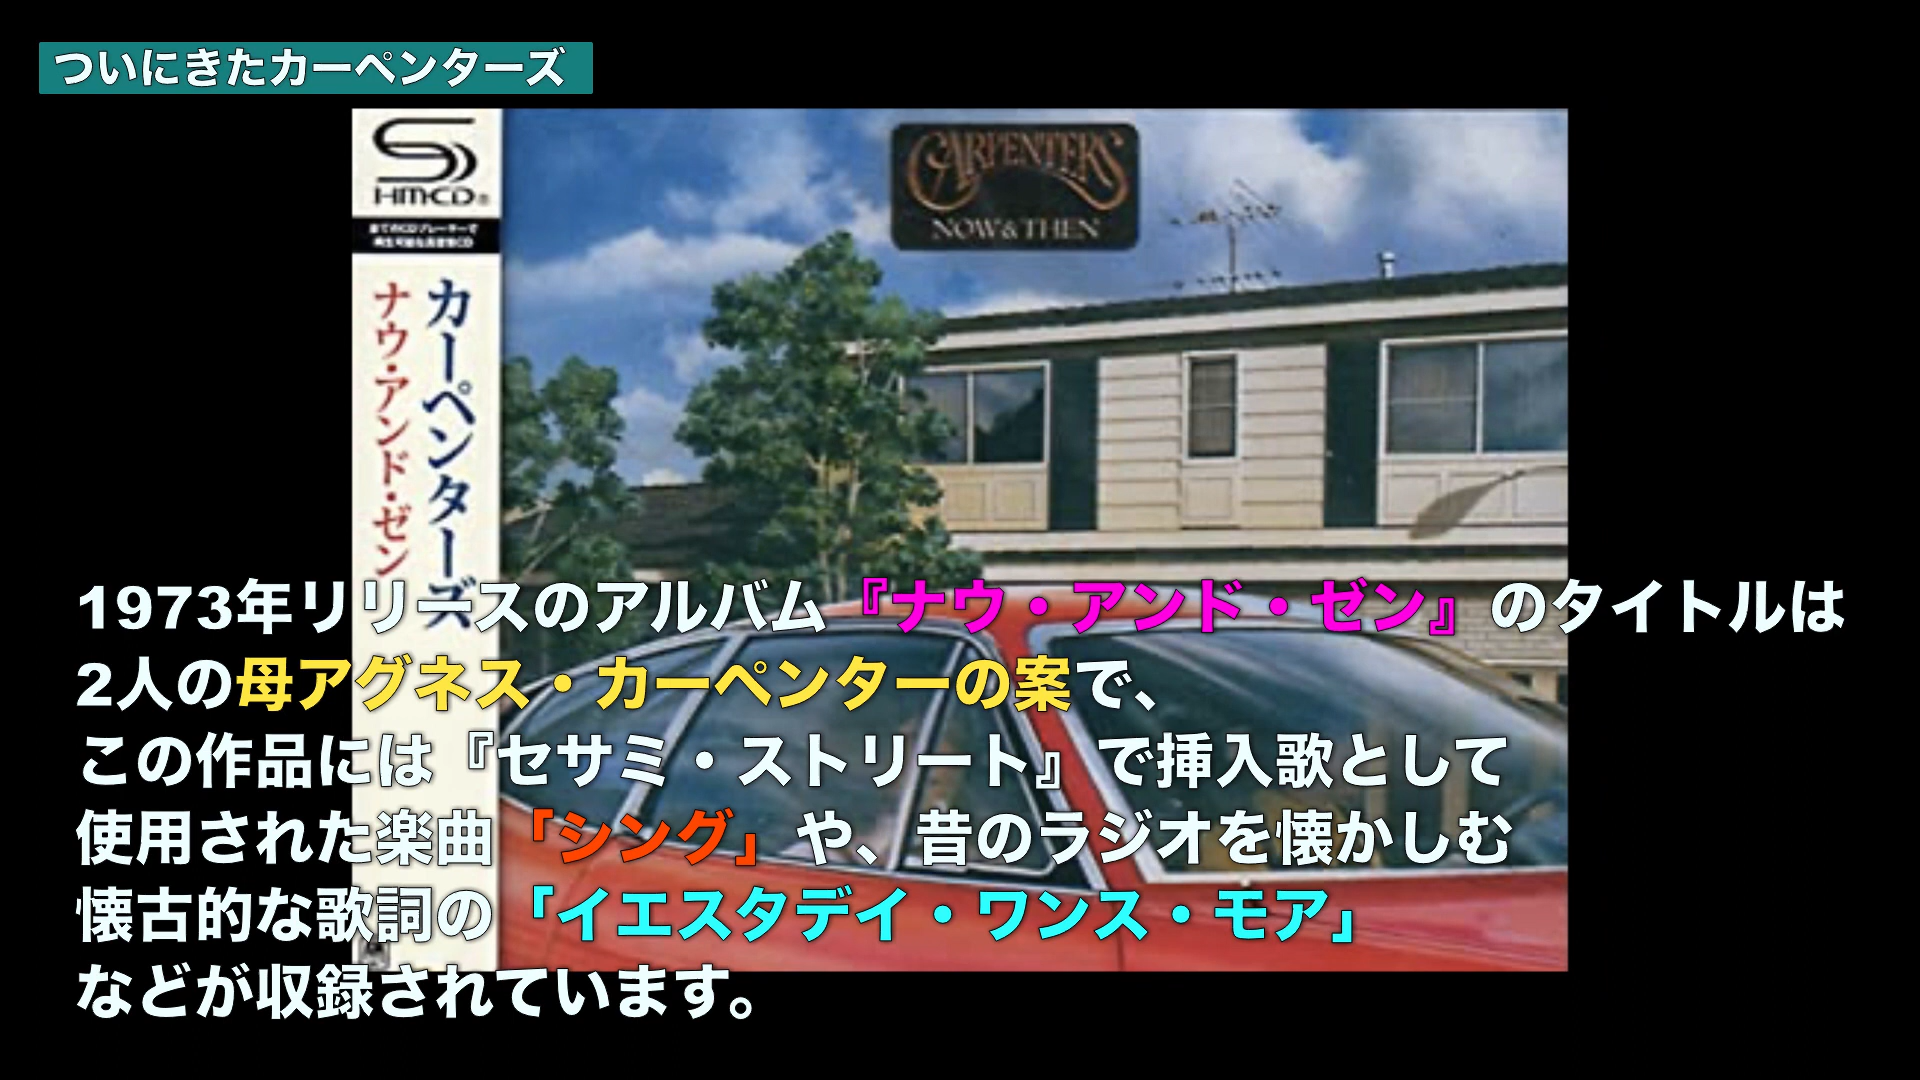 ついにきたカーペンターズ
HMCD®
CARPENTERS
NOW&THEN
カーペンターズ
ナウ・アンド・ゼン
1973年リリースのアルバム『ナウ・アンド・ゼン』のタイトルは
2人の母アグネス・カーペンターの案で、
この作品には『セサミ・ストリート』で挿入歌として
使用された楽曲「シング」や、昔のラジオを懐かしむ
懐古的な歌詞の「イエスタデイ・ワンス・モア」
などが収録されています。